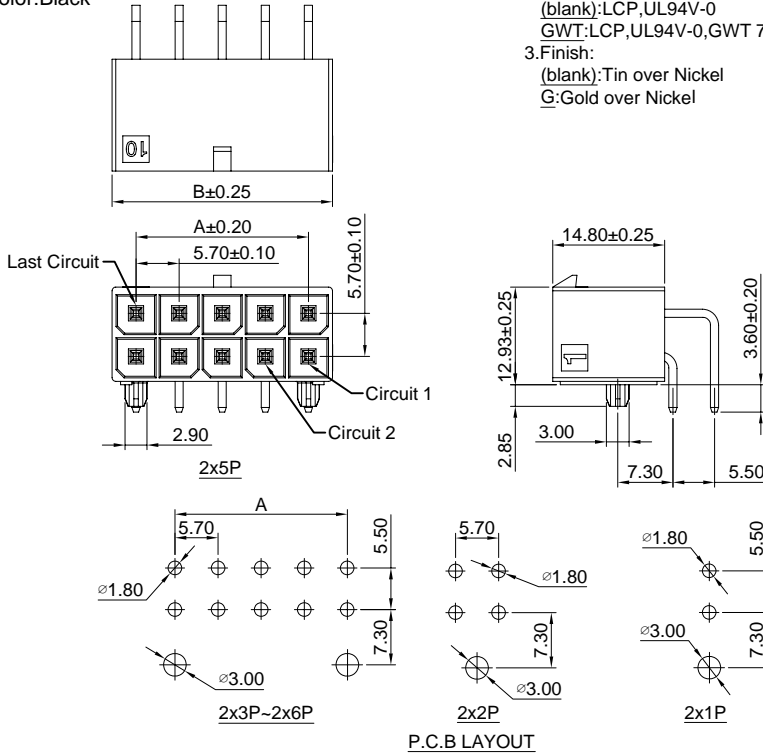 (blank):LCP,UL94V-0
GWT:LCP,UL94V-0,GWT 7
3.Finish:
(blank):Tin over Nickel
G:Gold over Nickel
10
B±0.25
A±0.20
5.70±0.10
5.70±0.10
Last Circuit
Circuit 1
Circuit 2
2.90
2x5P
14.80±0.25
12.93±0.25
3.60±0.20
1
2.85
3.00
7.30
5.50
A
5.70
5.50
∅1.80
7.30
∅3.00
2x3P~2x6P
5.70
∅1.80
7.30
∅3.00
2x2P
∅1.80
5.50
∅3.00
7.30
2x1P
P.C.B LAYOUT